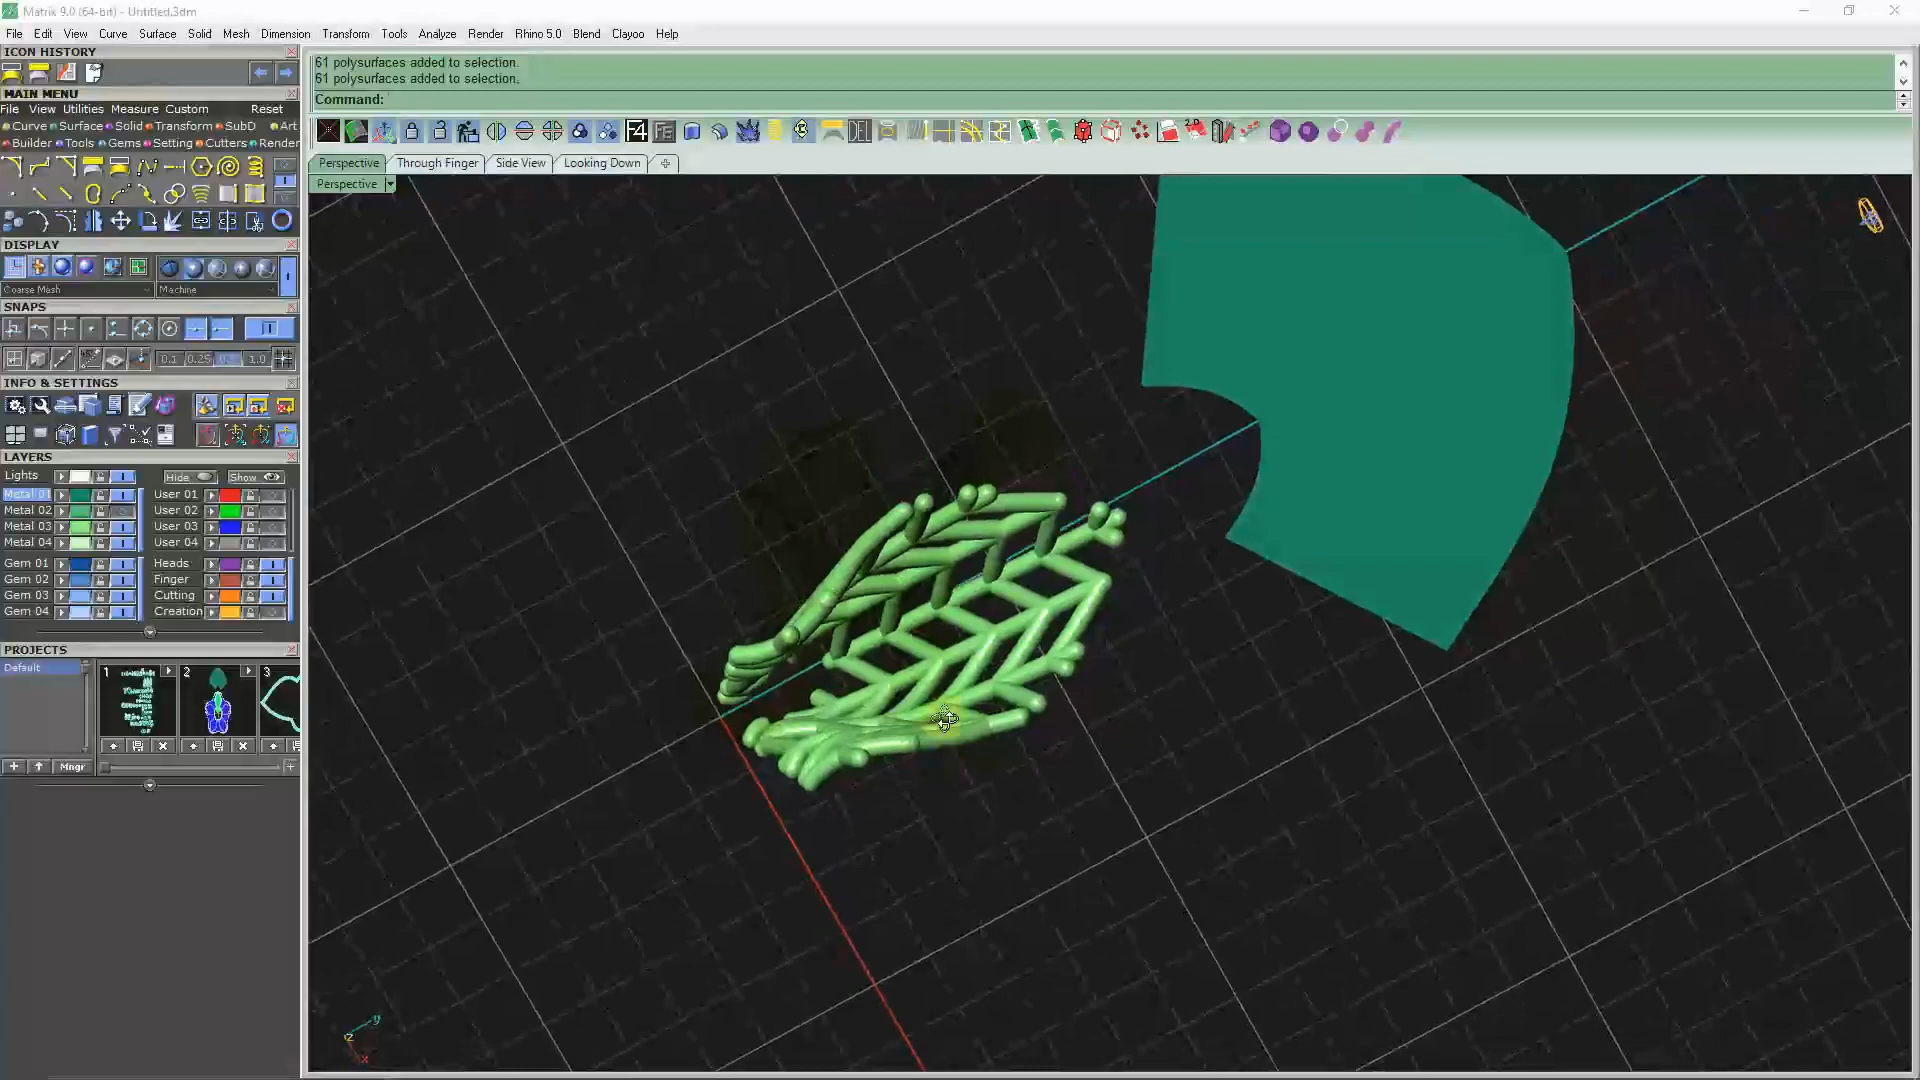 Matrix 9.0 (64-bit) - Untitled.3dm
File Edit View Curve Surface Solid Mesh Dimension Transform Tools Analyze Render Rhino 5.0 Blend Clayoo Help
ICON HISTORY
61 polysurfaces added to selection.
61 polysurfaces added to selection.
Command:
MAIN MENU
File View Utilities Measure Custom Reset
Curve Surface Solid Transform SubD Art
Builder Tools Gems Setting Cutters Render
F4 DEL 2-D
Perspective Through Finger Side View Looking Down
Perspective
DISPLAY
Coarse Mesh Machine
SNAPS
0.1 0.25 1.0
INFO & SETTINGS
LAYERS
Lights Hide Show
Metal 01 User 01
Metal 02 User 02
Metal 03 User 03
Metal 04 User 04
Gem 01 Heads
Gem 02 Finger
Gem 03 Cutting
Gem 04 Creation
PROJECTS
Default 1 2 3
Mngr
z y x